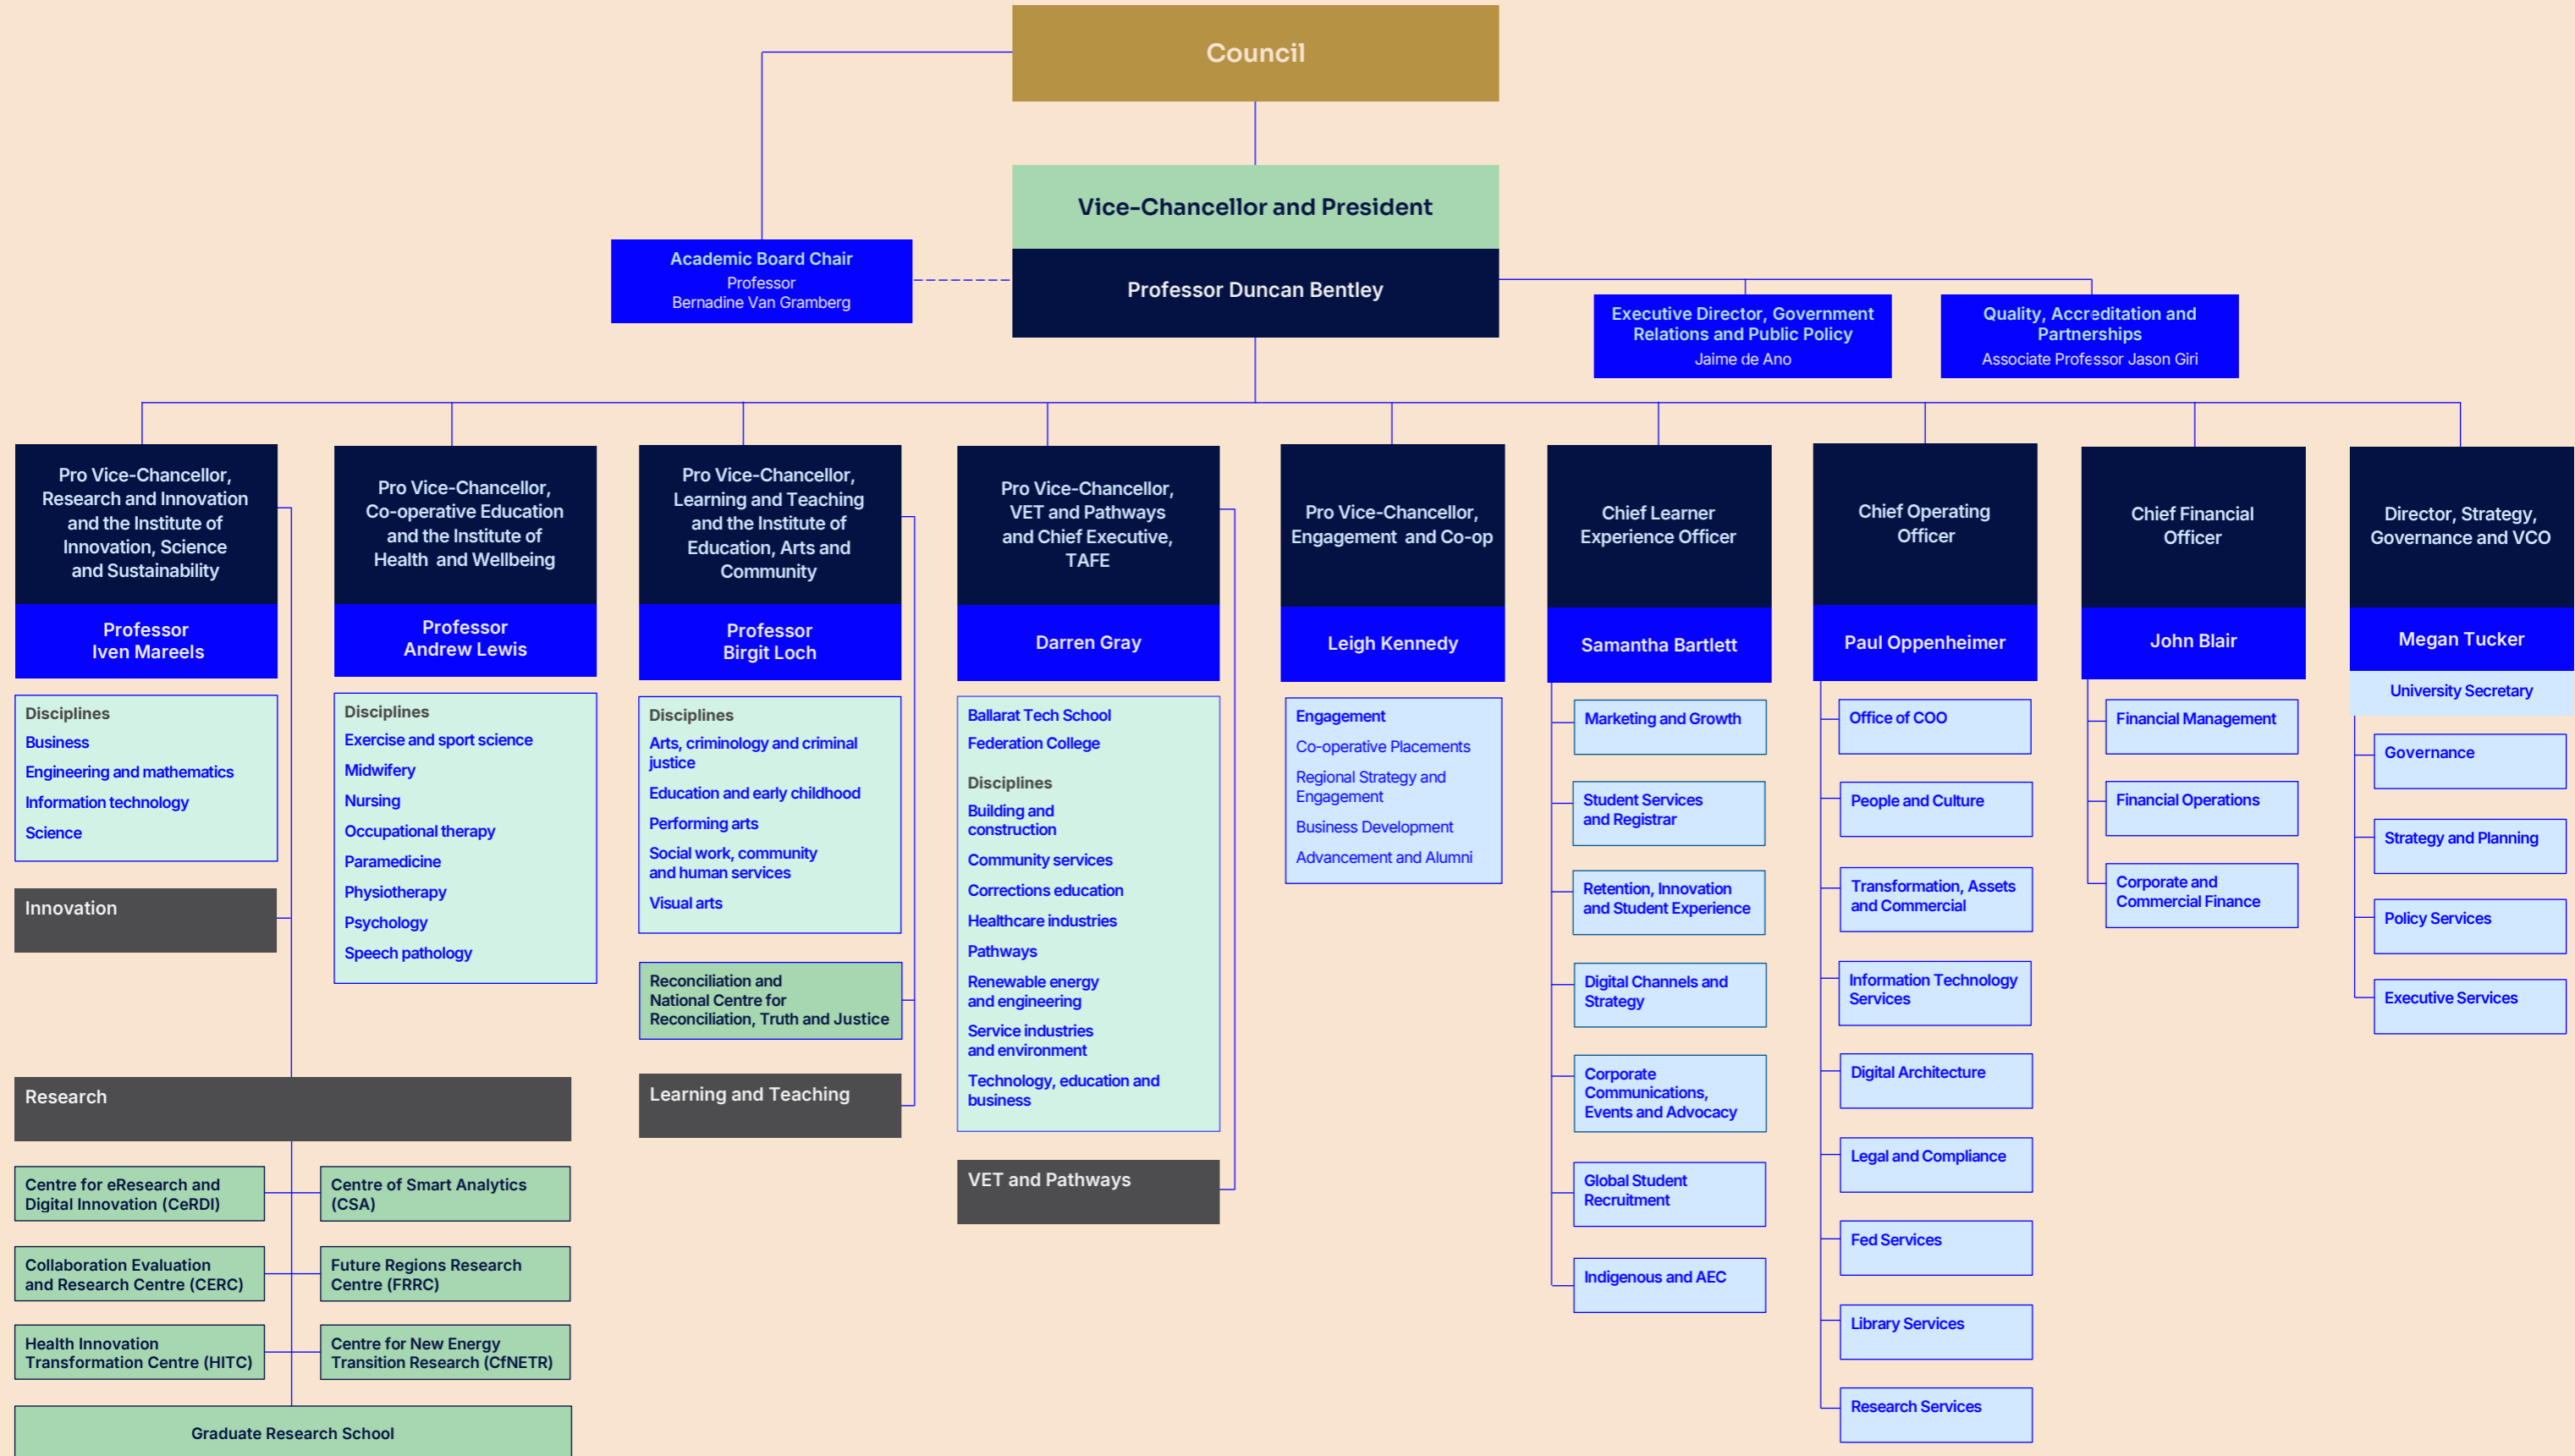 Council
Vice-Chancellor and President
Professor Duncan Bentley
Academic Board Chair
Professor
Bernadine Van Gramberg
Executive Director, Government
Relations and Public Policy
Jaime de Ano
Quality, Accreditation and
Partnerships
Associate Professor Jason Giri
Pro Vice-Chancellor,
Research and Innovation
and the Institute of
Innovation, Science
and Sustainability
Professor
Iven Mareels
Disciplines
Business
Engineering and mathematics
Information technology
Science
Innovation
Research
Centre for eResearch and
Digital Innovation (CeRDI)
Centre of Smart Analytics
(CSA)
Collaboration Evaluation
and Research Centre (CERC)
Future Regions Research
Centre (FRRC)
Health Innovation
Transformation Centre (HITC)
Centre for New Energy
Transition Research (CfNETR)
Graduate Research School
Pro Vice-Chancellor,
Co-operative Education
and the Institute of
Health and Wellbeing
Professor
Andrew Lewis
Disciplines
Exercise and sport science
Midwifery
Nursing
Occupational therapy
Paramedicine
Physiotherapy
Psychology
Speech pathology
Pro Vice-Chancellor,
Learning and Teaching
and the Institute of
Education, Arts and
Community
Professor
Birgit Loch
Disciplines
Arts, criminology and criminal
justice
Education and early childhood
Performing arts
Social work, community
and human services
Visual arts
Reconciliation and
National Centre for
Reconciliation, Truth and Justice
Learning and Teaching
Pro Vice-Chancellor,
VET and Pathways
and Chief Executive,
TAFE
Darren Gray
Ballarat Tech School
Federation College
Disciplines
Building and
construction
Community services
Corrections education
Healthcare industries
Pathways
Renewable energy
and engineering
Service industries
and environment
Technology, education and
business
VET and Pathways
Pro Vice-Chancellor,
Engagement and Co-op
Leigh Kennedy
Engagement
Co-operative Placements
Regional Strategy and
Engagement
Business Development
Advancement and Alumni
Chief Learner
Experience Officer
Samantha Bartlett
Marketing and Growth
Student Services
and Registrar
Retention, Innovation
and Student Experience
Digital Channels and
Strategy
Corporate
Communications,
Events and Advocacy
Global Student
Recruitment
Indigenous and AEC
Chief Operating
Officer
Paul Oppenheimer
Office of COO
People and Culture
Transformation, Assets
and Commercial
Information Technology
Services
Digital Architecture
Legal and Compliance
Fed Services
Library Services
Research Services
Chief Financial
Officer
John Blair
Financial Management
Financial Operations
Corporate and
Commercial Finance
Director, Strategy,
Governance and VCO
Megan Tucker
University Secretary
Governance
Strategy and Planning
Policy Services
Executive Services